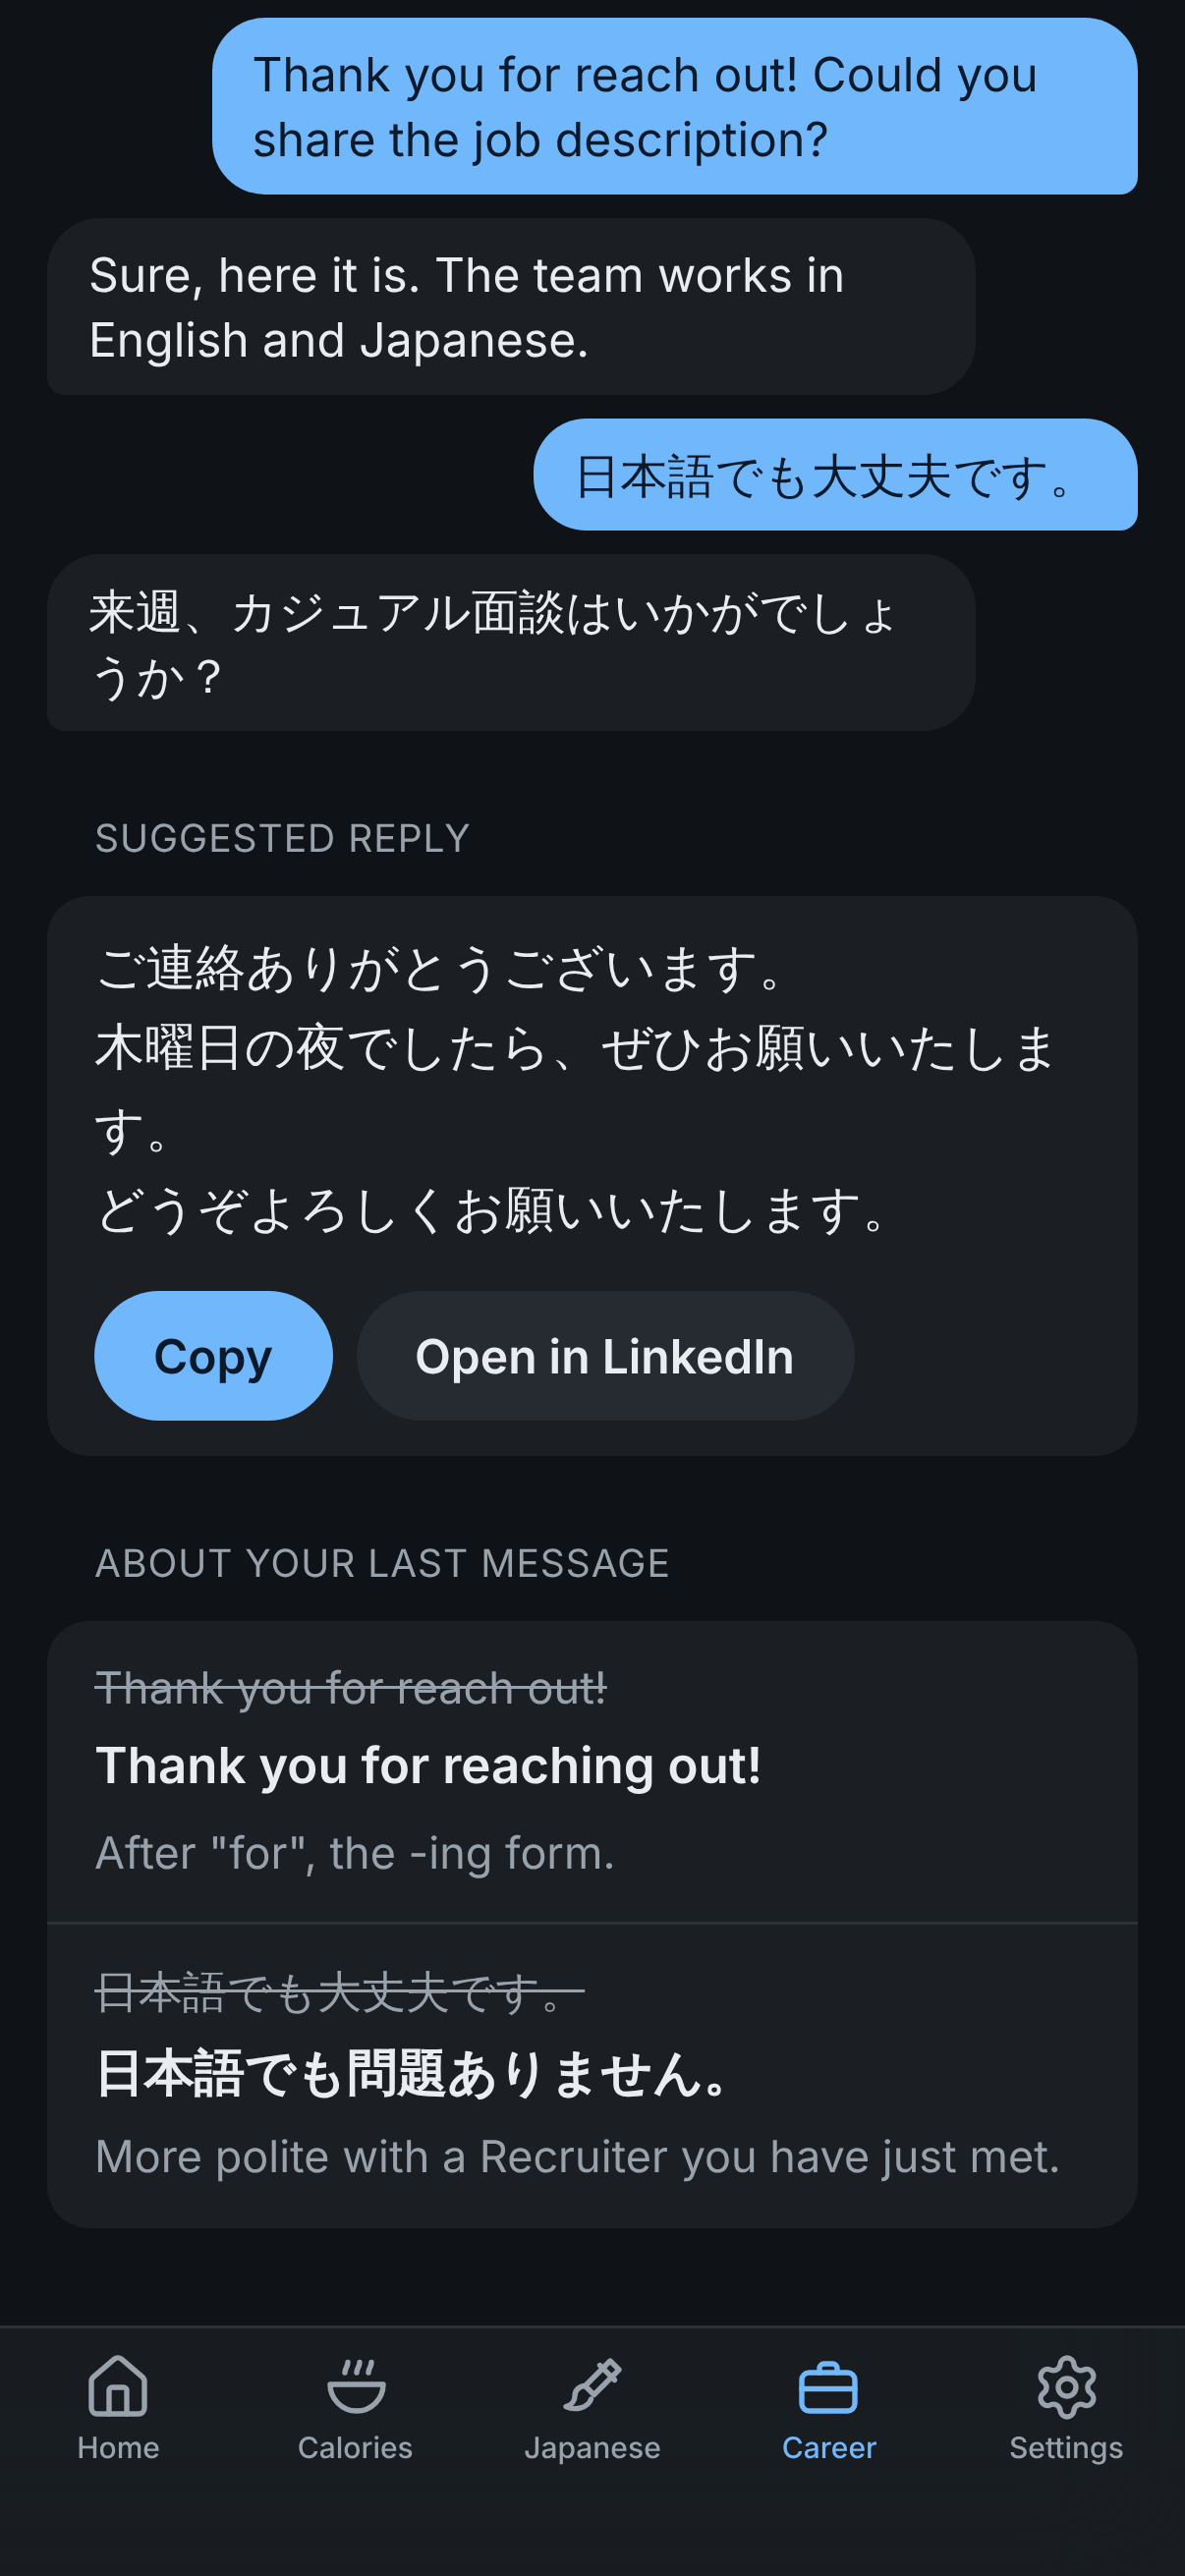 Thank you for reach out! Could you
share the job description?
Sure, here it is. The team works in
English and Japanese.
日本語でも大丈夫です。
来週、カジュアル面談はいかがでしょ
うか？
SUGGESTED REPLY
ご連絡ありがとうございます。
木曜日の夜でしたら、ぜひお願いいたしま
す。
どうぞよろしくお願いいたします。
Copy
Open in LinkedIn
ABOUT YOUR LAST MESSAGE
Thank you for reach out!
Thank you for reaching out!
After "for", the -ing form.
日本語でも大丈夫です。
日本語でも問題ありません。
More polite with a Recruiter you have just met.
Home
Calories
Japanese
Career
Settings